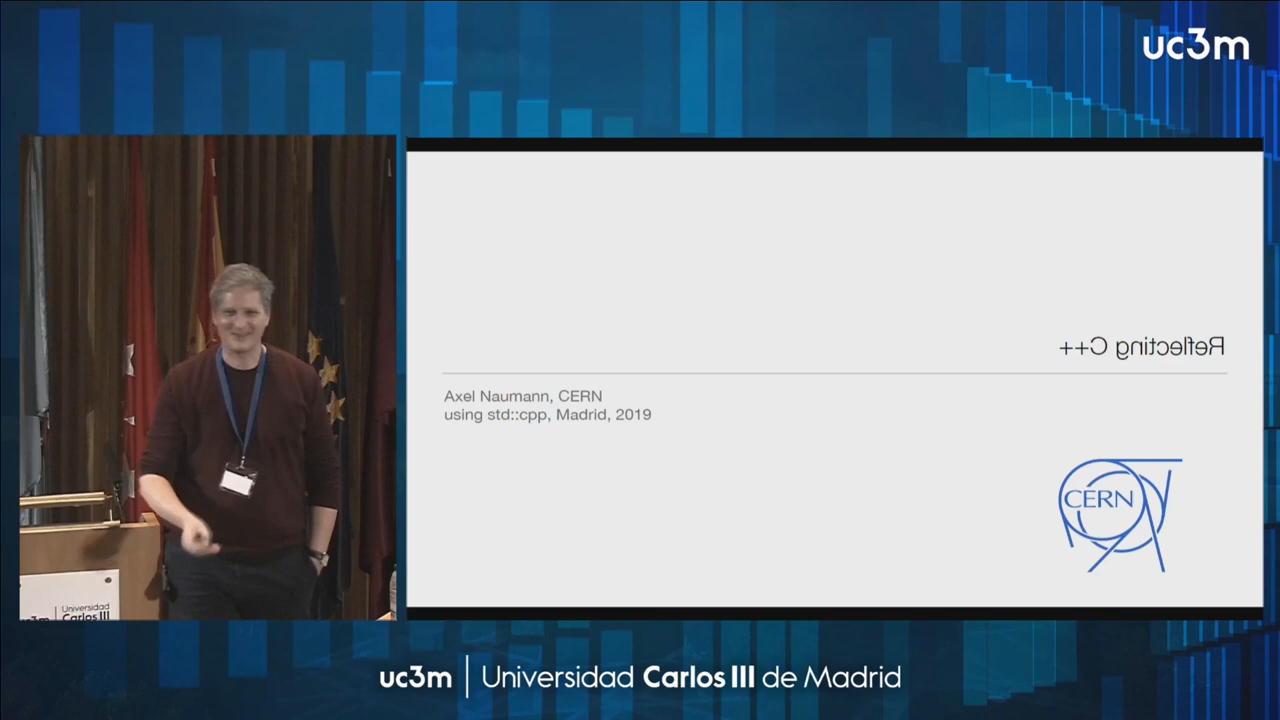 uc3m
Reflecting C++
Axel Naumann, CERN
using std::cpp, Madrid, 2019
CERN
Universidad
uc3m Carlos III
uc3m | Universidad Carlos III de Madrid